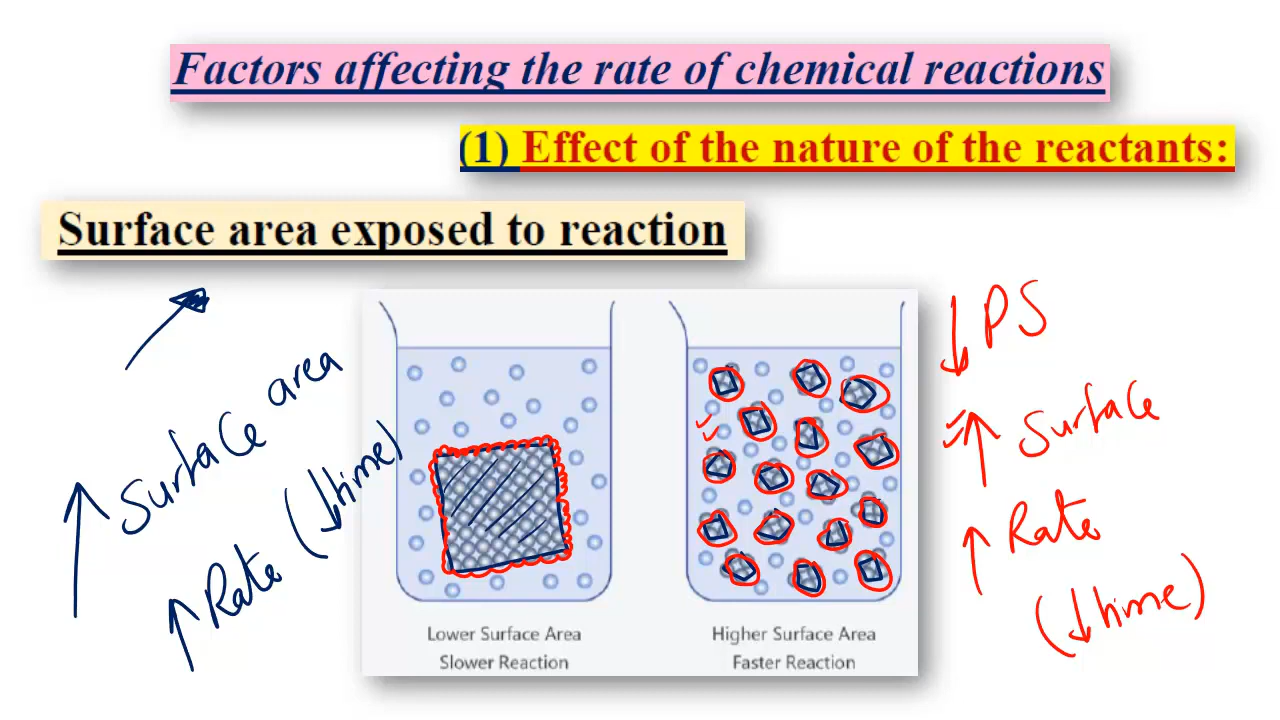 Factors affecting the rate of chemical reactions
(1) Effect of the nature of the reactants:
Surface area exposed to reaction
↑ Surface area
↑ Rate (↓time)
Lower Surface Area
Slower Reaction
Higher Surface Area
Faster Reaction
↓ PS
↑ Surface
↑ Rate
(↓time)